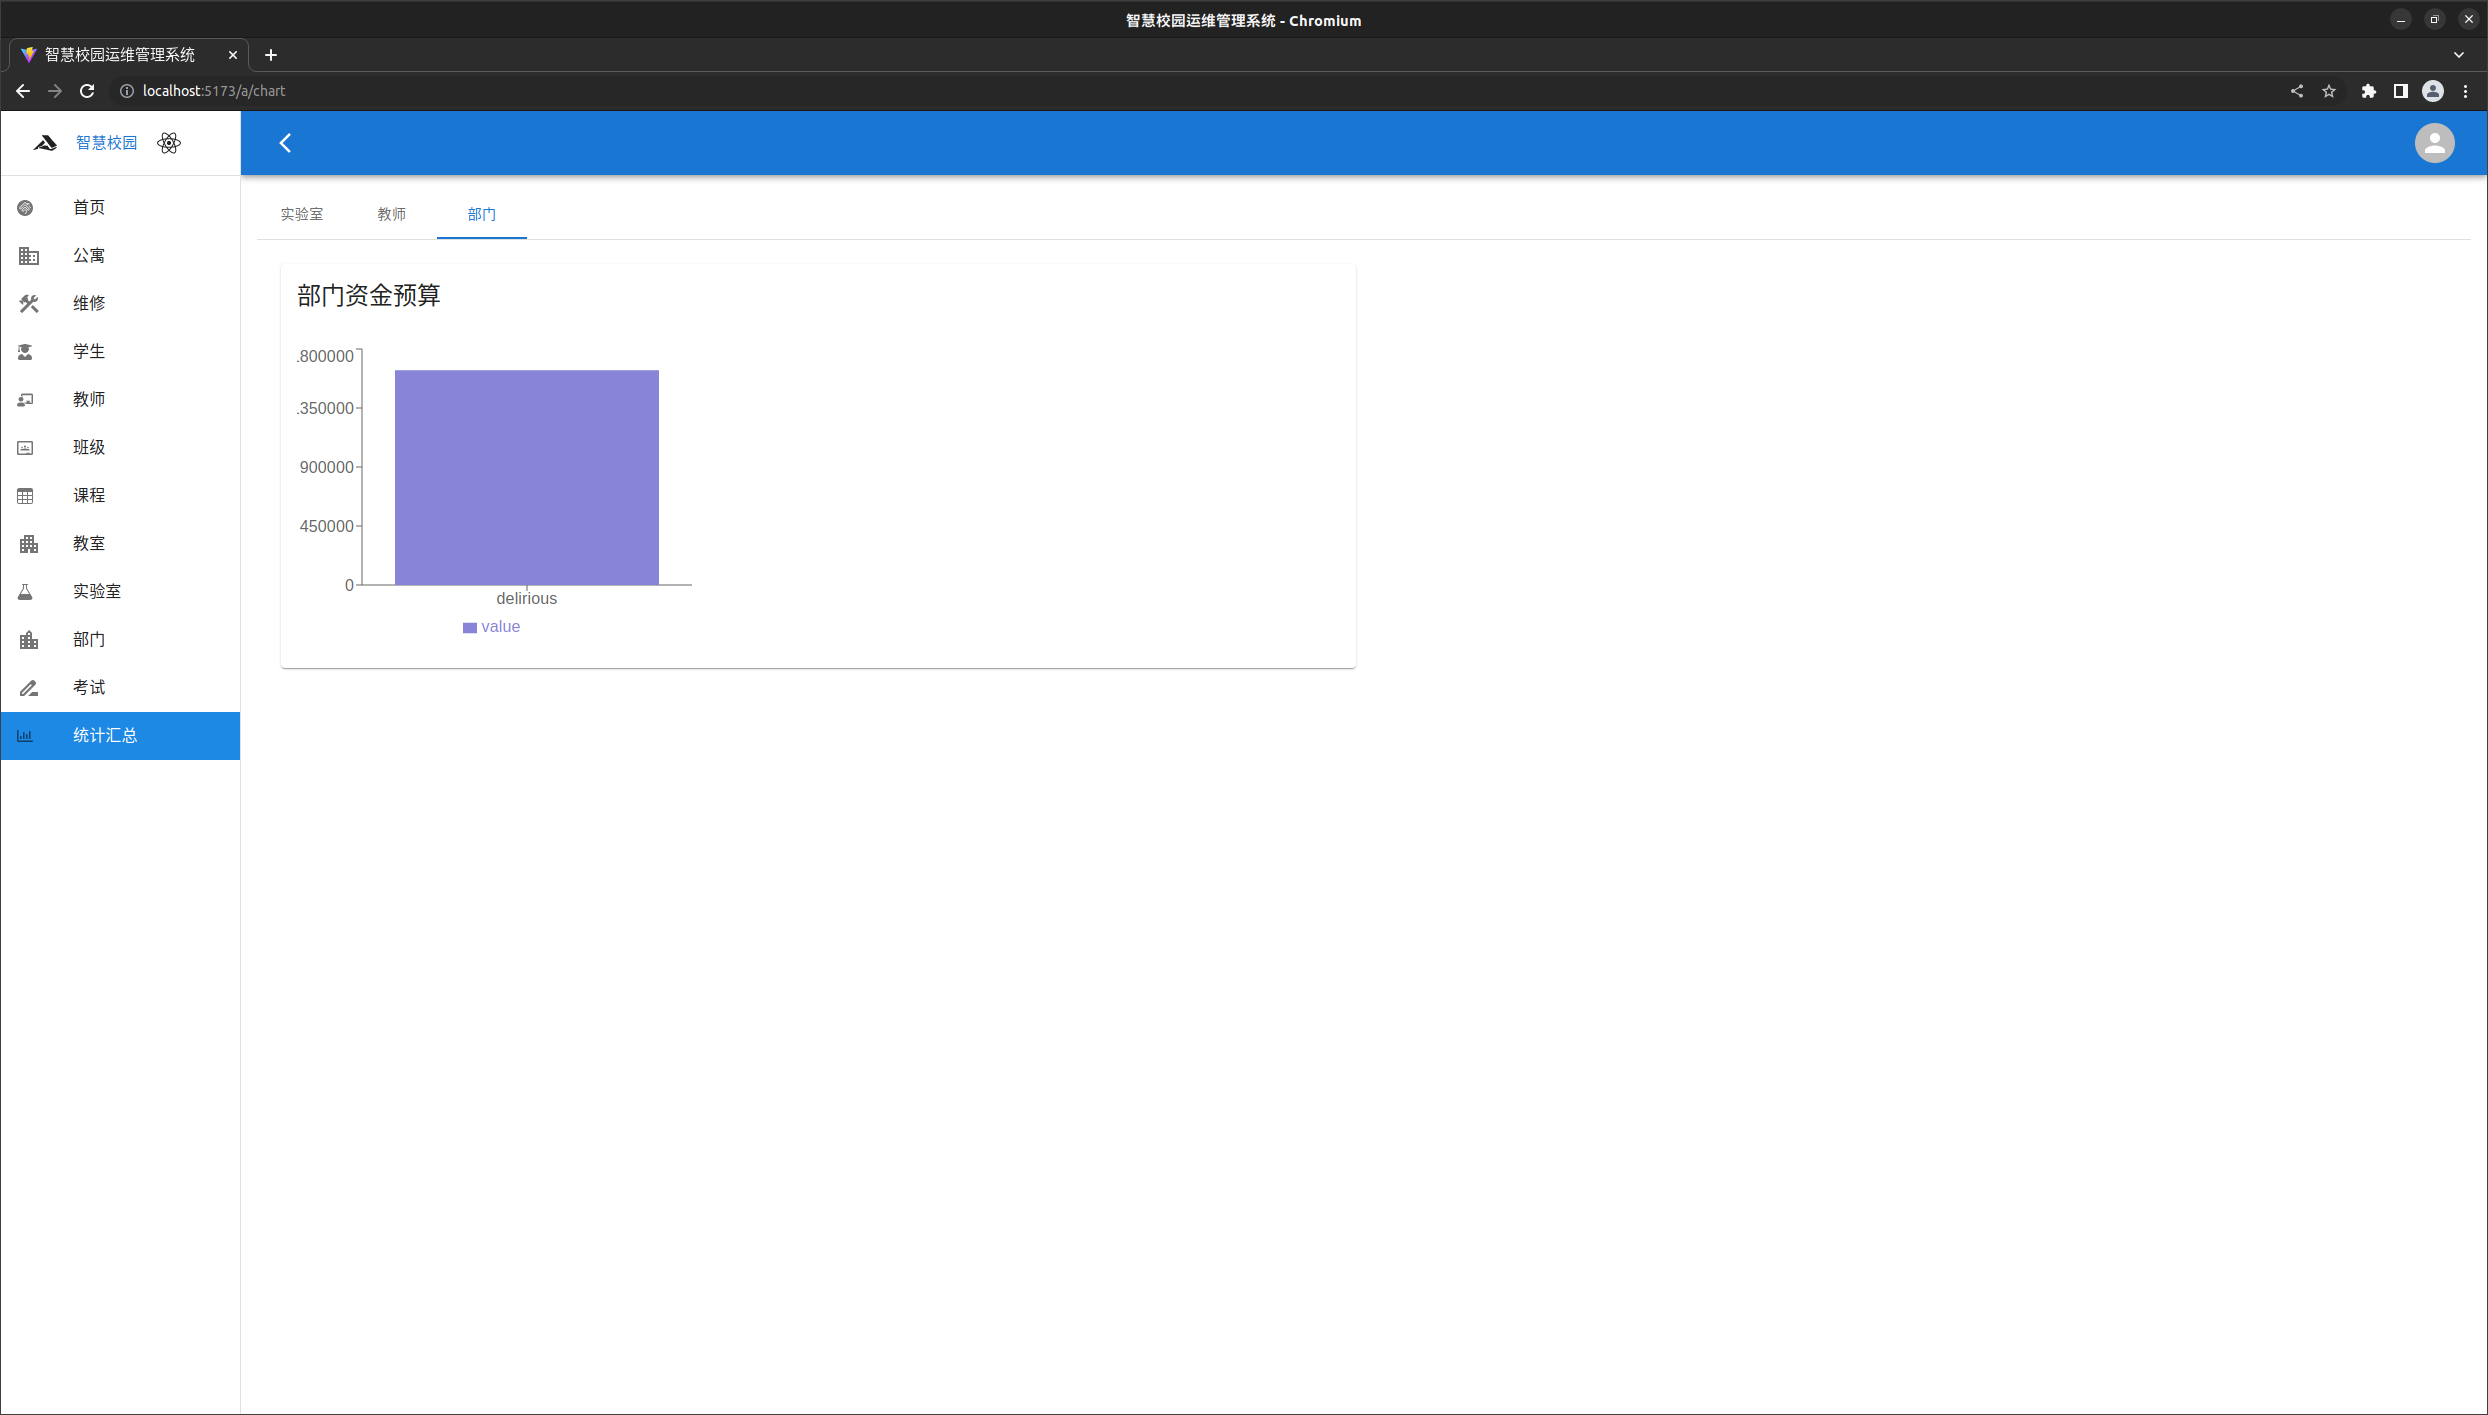 智慧校园运维管理系统 - Chromium
智慧校园运维管理系统
localhost:5173/a/chart
智慧校园
首页
公寓
维修
学生
教师
班级
课程
教室
实验室
部门
考试
统计汇总
实验室 教师 部门
部门资金预算
.800000
.350000
900000
450000
0
delirious
value